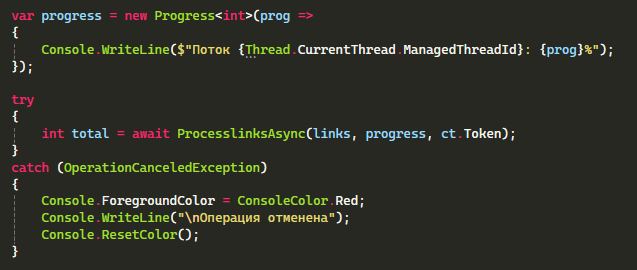 var progress = new Progress<int>(prog =>
{
    Console.WriteLine($"Поток {Thread.CurrentThread.ManagedThreadId}: {prog}%");
});

try
{
    int total = await ProcesslinksAsync(links, progress, ct.Token);
}
catch (OperationCanceledException)
{
    Console.ForegroundColor = ConsoleColor.Red;
    Console.WriteLine("\nОперация отменена");
    Console.ResetColor();
}